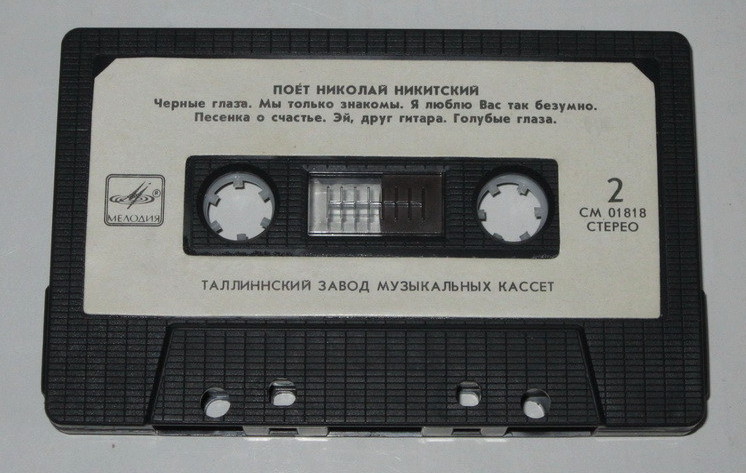 ПОЁТ НИКОЛАЙ НИКИТСКИЙ
Черные глаза. Мы только знакомы. Я люблю Вас так безумно.
Песенка о счастье. Эй, друг гитара. Голубые глаза.
МЕЛОДИЯ
2
СМ 01818
СТЕРЕО
ТАЛЛИННСКИЙ ЗАВОД МУЗЫКАЛЬНЫХ КАССЕТ